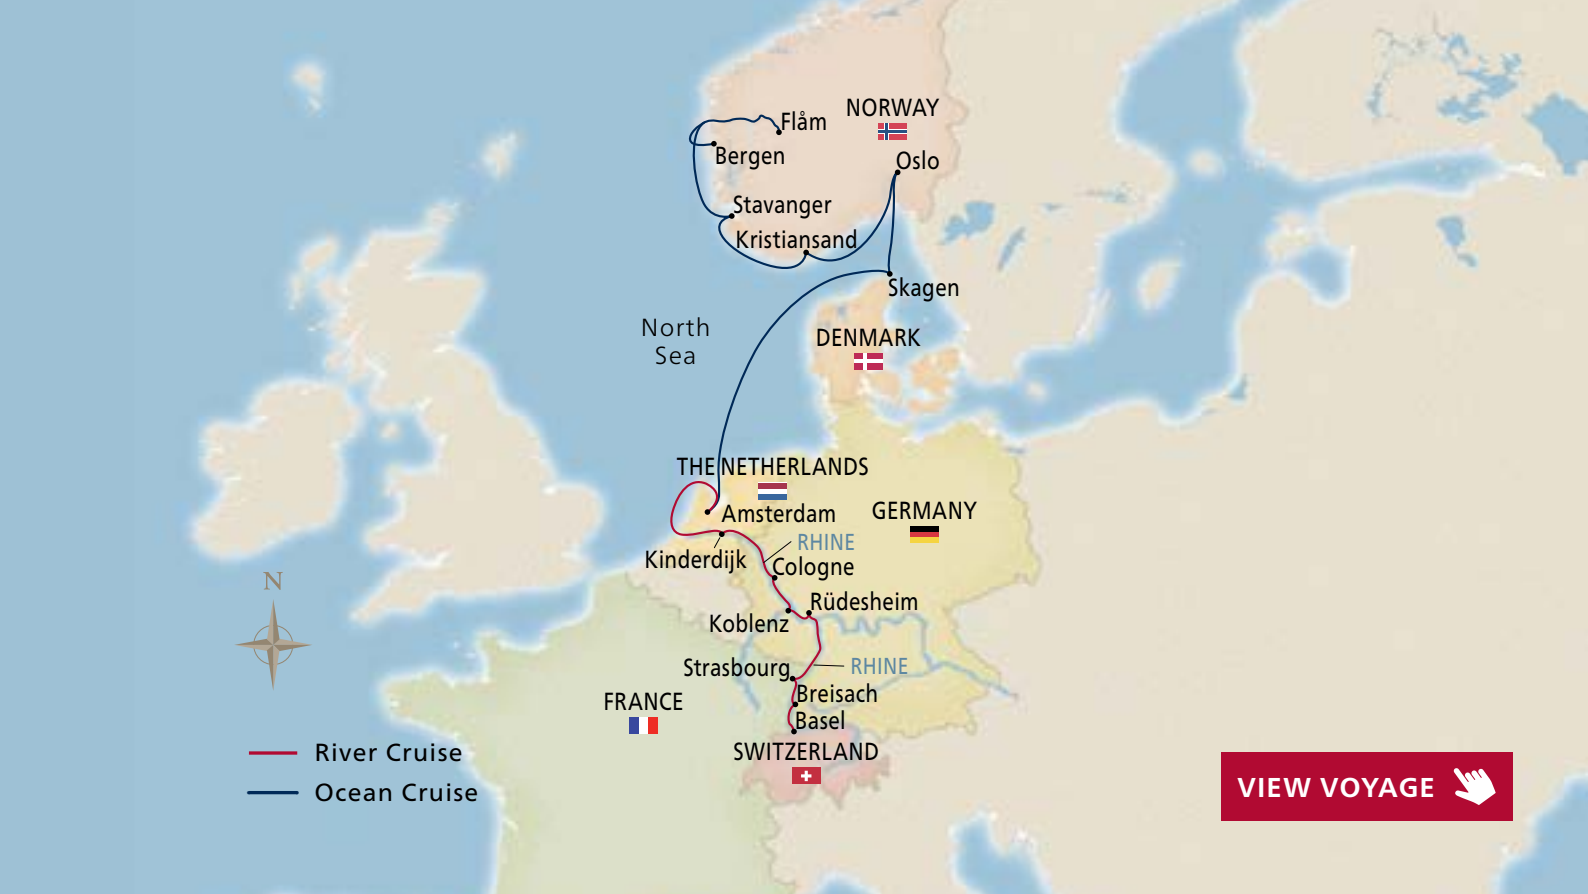 Flåm
NORWAY
Bergen
Oslo
Stavanger
Kristiansand
Skagen
North
Sea
DENMARK
THE NETHERLANDS
Amsterdam
GERMANY
RHINE
Kinderdijk
Cologne
Rüdesheim
Koblenz
Strasbourg
RHINE
Breisach
FRANCE
Basel
SWITZERLAND
N
River Cruise
Ocean Cruise
VIEW VOYAGE